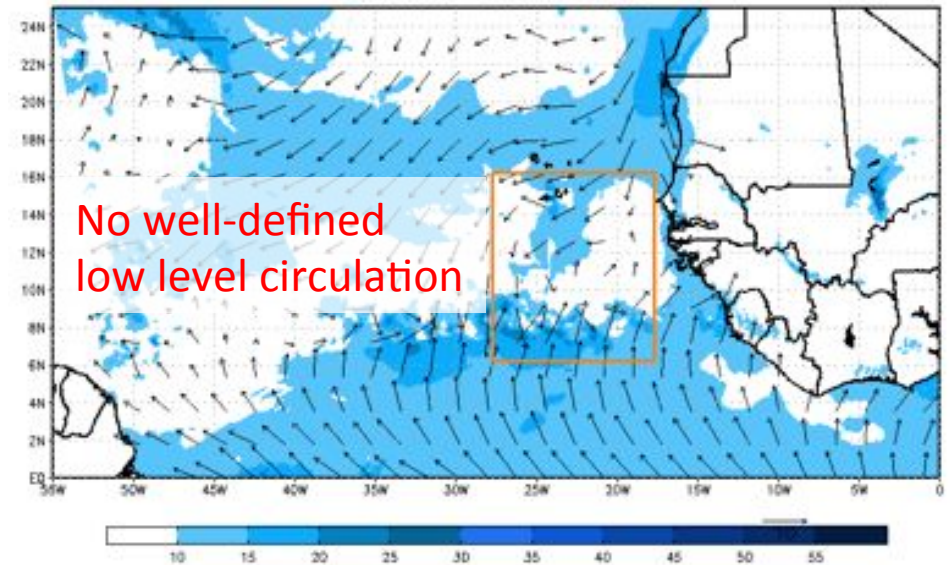 24N
22N
20N
18N
16N
14N
12N
10N
8N
6N
4N
2N
EQ
No well-defined
low level circulation
55W 50W 45W 40W 35W 30W 25W 20W 15W 10W 5W 0
10 15 20 25 30 35 40 45 50 55